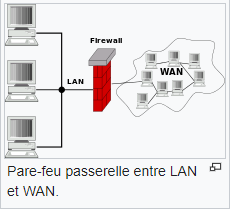 Firewall
LAN
WAN
Pare-feu passerelle entre LAN
et WAN.